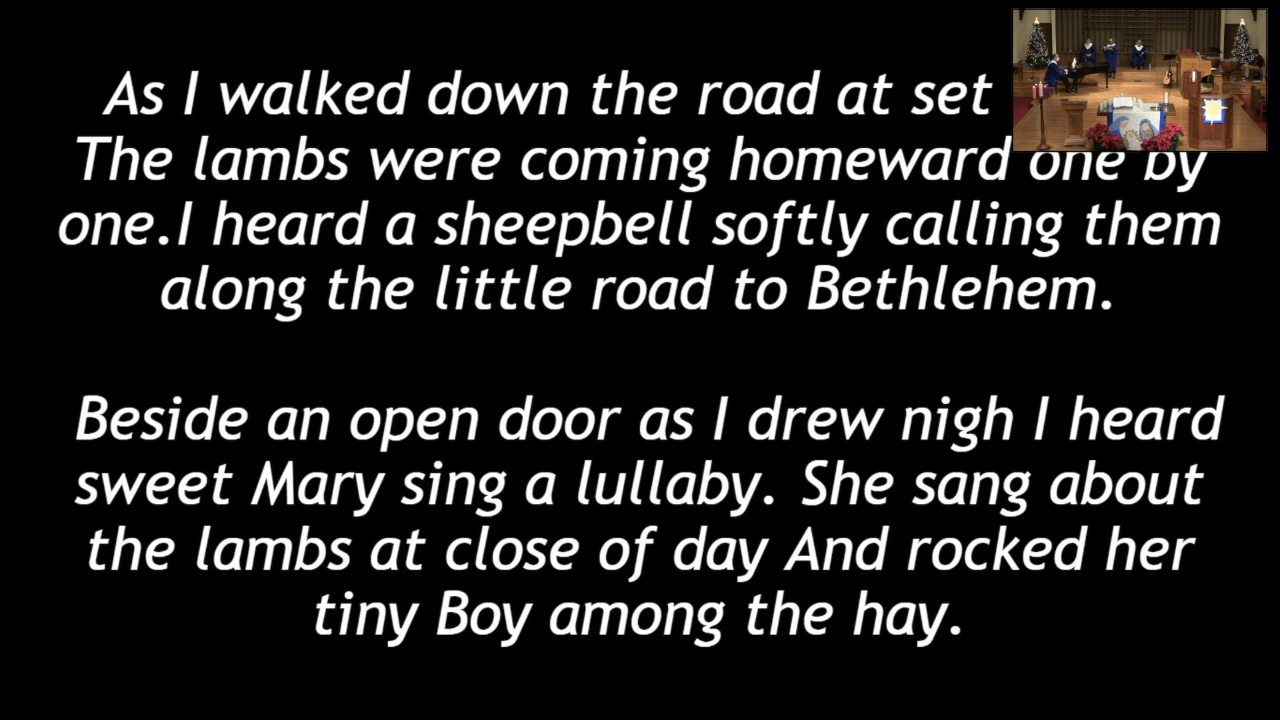 As I walked down the road at set
The lambs were coming homeward one by
one.I heard a sheepbell softly calling them
along the little road to Bethlehem.
Beside an open door as I drew nigh I heard
sweet Mary sing a lullaby. She sang about
the lambs at close of day And rocked her
tiny Boy among the hay.